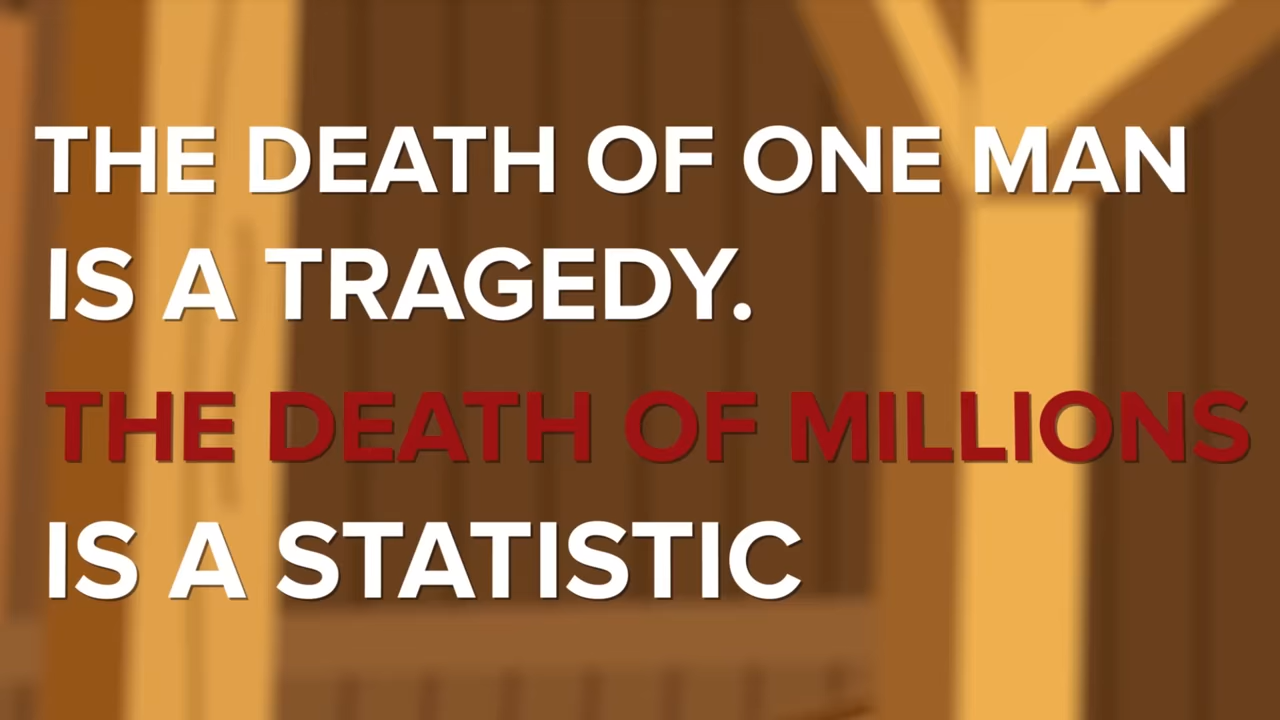 THE DEATH OF ONE MAN
IS A TRAGEDY.
THE DEATH OF MILLIONS
IS A STATISTIC